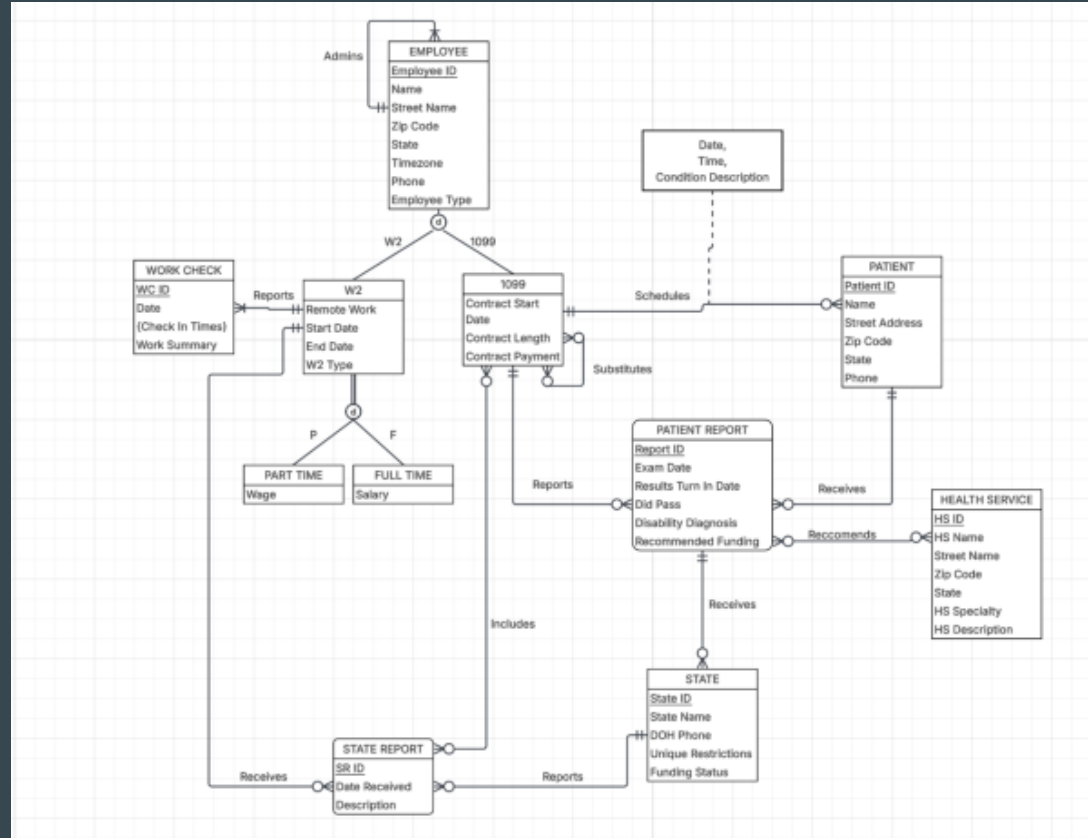 Admins
EMPLOYEE
Employee ID
Name
Street Name
Zip Code
State
Timezone
Phone
Employee Type
d
W2
1099
Date,
Time,
Condition Description
WORK CHECK
WC ID
Date
{Check In Times}
Work Summary
Reports
W2
Remote Work
Start Date
End Date
W2 Type
1099
Contract Start
Date
Contract Length
Contract Payment
Schedules
Substitutes
PATIENT
Patient ID
Name
Street Address
Zip Code
State
Phone
d
P
F
PART TIME
Wage
FULL TIME
Salary
Reports
PATIENT REPORT
Report ID
Exam Date
Results Turn In Date
Did Pass
Disability Diagnosis
Recommended Funding
Receives
Reccomends
HEALTH SERVICE
HS ID
HS Name
Street Name
Zip Code
State
HS Specialty
HS Description
Receives
Includes
STATE
State ID
State Name
DOH Phone
Unique Restrictions
Funding Status
Receives
STATE REPORT
SR ID
Date Received
Description
Reports